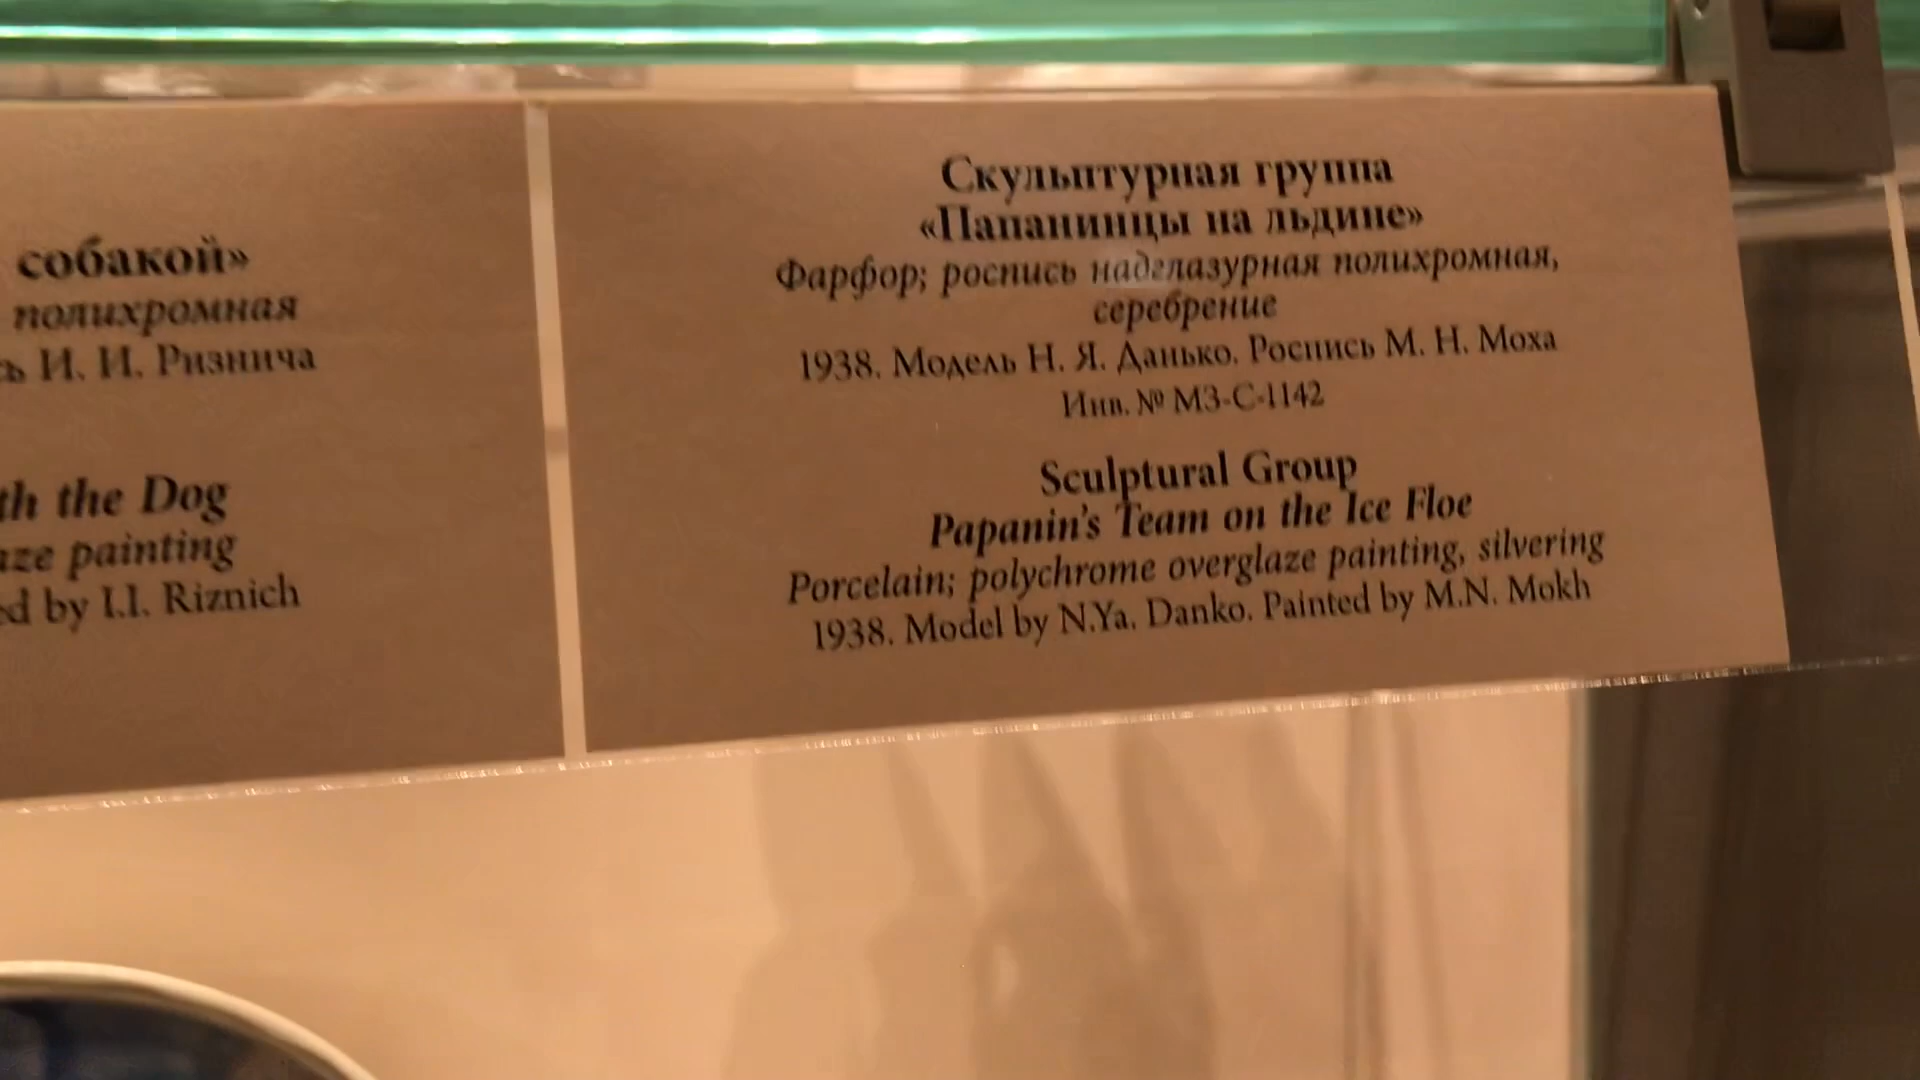 собакой»
полихромная
И. И. Ризнича
th the Dog
painting
by I.I. Riznich
Скульптурная группа
«Папанинцы на льдине»
Фарфор; роспись надглазурная полихромная,
серебрение
1938. Модель Н. Я. Данько. Роспись М. Н. Моха
Инв. № МЗ-С-1142
Sculptural Group
Papanin's Team on the Ice Floe
Porcelain; polychrome overglaze painting, silvering
1938. Model by N.Ya. Danko. Painted by M.N. Mokh